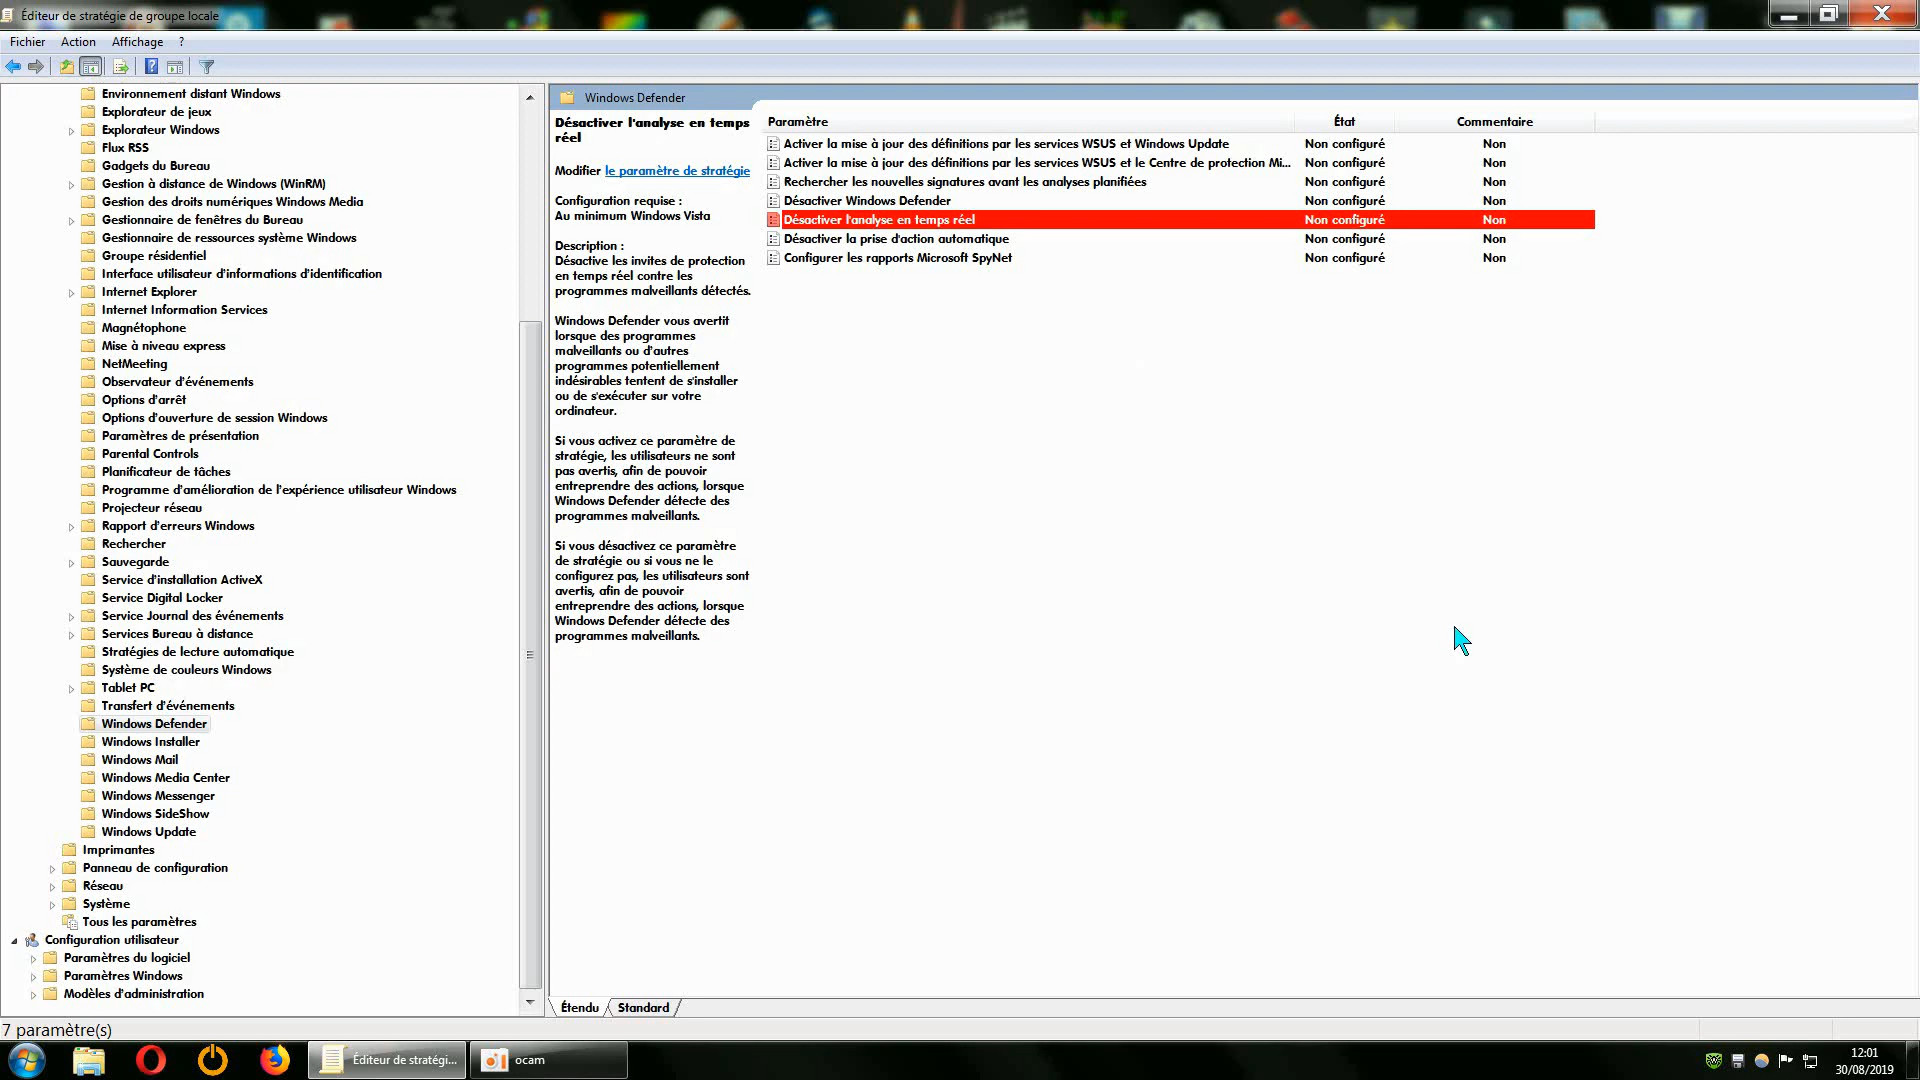 Éditeur de stratégie de groupe locale
Fichier Action Affichage ?
Environnement distant Windows
Explorateur de jeux
Explorateur Windows
Flux RSS
Gadgets du Bureau
Gestion à distance de Windows (WinRM)
Gestion des droits numériques Windows Media
Gestionnaire de fenêtres du Bureau
Gestionnaire de ressources système Windows
Groupe résidentiel
Interface utilisateur d'informations d'identification
Internet Explorer
Internet Information Services
Magnétophone
Mise à niveau express
NetMeeting
Observateur d'événements
Options d'arrêt
Options d'ouverture de session Windows
Paramètres de présentation
Parental Controls
Planificateur de tâches
Programme d'amélioration de l'expérience utilisateur Windows
Projecteur réseau
Rapport d'erreurs Windows
Rechercher
Sauvegarde
Service d'installation ActiveX
Service Digital Locker
Service Journal des événements
Services Bureau à distance
Stratégies de lecture automatique
Système de couleurs Windows
Tablet PC
Transfert d'événements
Windows Defender
Windows Installer
Windows Mail
Windows Media Center
Windows Messenger
Windows SideShow
Windows Update
Imprimantes
Panneau de configuration
Réseau
Système
Tous les paramètres
Configuration utilisateur
Paramètres du logiciel
Paramètres Windows
Modèles d'administration
Windows Defender
Désactiver l'analyse en temps
réel
Modifier le paramètre de stratégie
Configuration requise :
Au minimum Windows Vista
Description :
Désactive les invites de protection
en temps réel contre les
programmes malveillants détectés.
Windows Defender vous avertit
lorsque des programmes
malveillants ou d'autres
programmes potentiellement
indésirables tentent de s'installer
ou de s'exécuter sur votre
ordinateur.
Si vous activez ce paramètre de
stratégie, les utilisateurs ne sont
pas avertis, afin de pouvoir
entreprendre des actions, lorsque
Windows Defender détecte des
programmes malveillants.
Si vous désactivez ce paramètre
de stratégie ou si vous ne le
configurez pas, les utilisateurs sont
avertis, afin de pouvoir
entreprendre des actions, lorsque
Windows Defender détecte des
programmes malveillants.
Paramètre État Commentaire
Activer la mise à jour des définitions par les services WSUS et Windows Update Non configuré Non
Activer la mise à jour des définitions par les services WSUS et le Centre de protection Mi... Non configuré Non
Rechercher les nouvelles signatures avant les analyses planifiées Non configuré Non
Désactiver Windows Defender Non configuré Non
Désactiver l'analyse en temps réel Non configuré Non
Désactiver la prise d'action automatique Non configuré Non
Configurer les rapports Microsoft SpyNet Non configuré Non
Étendu Standard
7 paramètre(s)
Éditeur de stratégi... ocam
12:01
30/08/2019